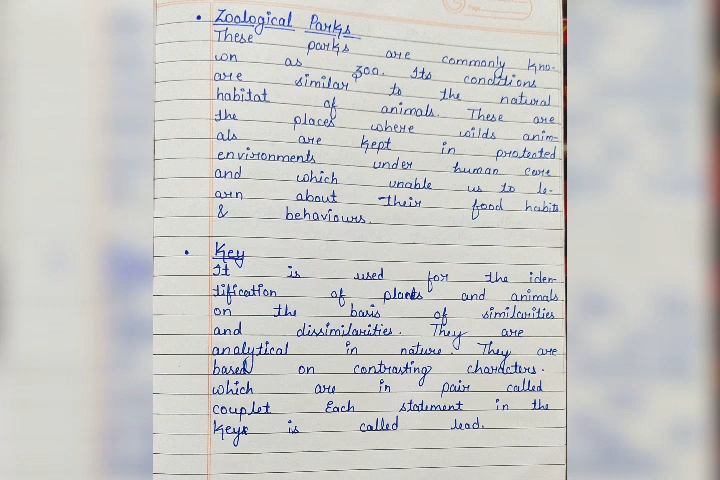 • Zoological Parks
These parks are commonly kno-
wn as zoo. Its conditions
are similar to the natural
habitat of animals. These are
the places where wilds anim-
als are kept in protected
environments under human care
and which unable us to le-
arn about their food habits
& behaviours.
• Key
It is used for the iden-
tification of plants and animals
on the basis of similarities
and dissimilarities. They are
analytical in nature. They are
based on contrasting characters.
which are in pair called
couplet Each statement in the
Key is called lead.